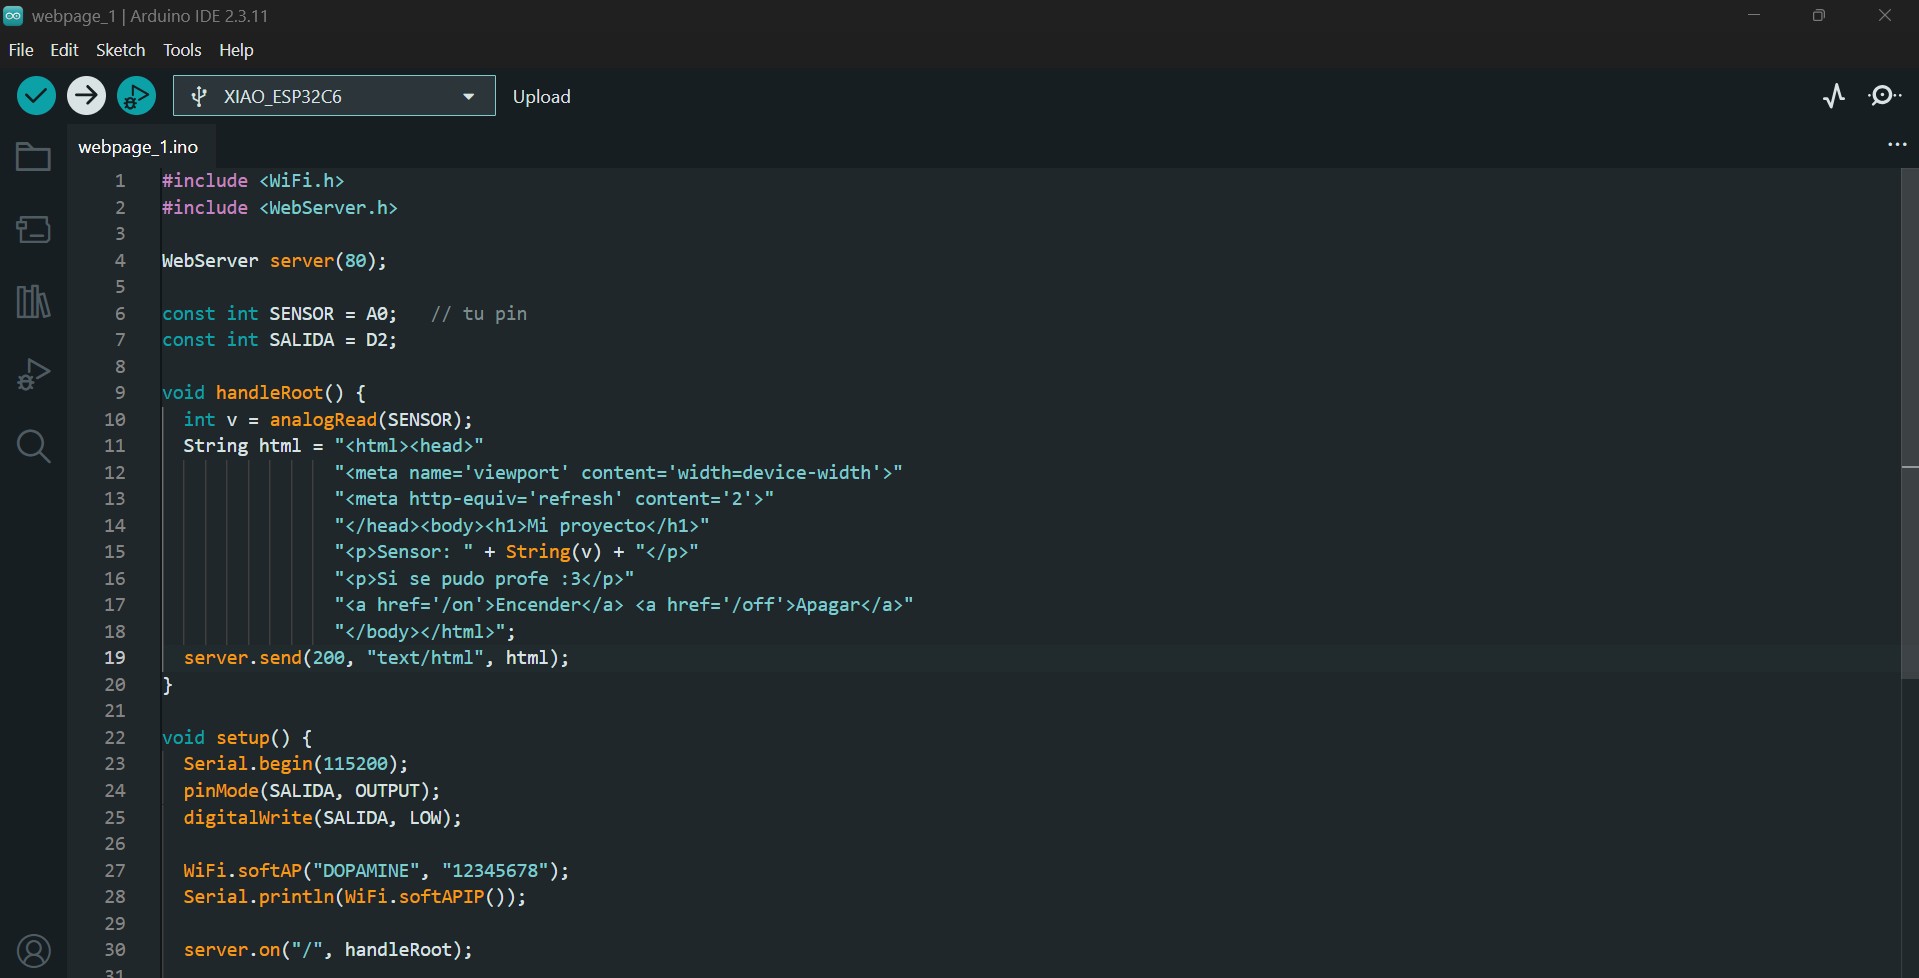 webpage_1 | Arduino IDE 2.3.11
File Edit Sketch Tools Help
XIAO_ESP32C6 Upload
webpage_1.ino
1 #include <WiFi.h>
2 #include <WebServer.h>
3
4 WebServer server(80);
5
6 const int SENSOR = A0;   // tu pin
7 const int SALIDA = D2;
8
9 void handleRoot() {
10   int v = analogRead(SENSOR);
11   String html = "<html><head>"
12                 "<meta name='viewport' content='width=device-width'>"
13                 "<meta http-equiv='refresh' content='2'>"
14                 "</head><body><h1>Mi proyecto</h1>"
15                 "<p>Sensor: " + String(v) + "</p>"
16                 "<p>Si se pudo profe :3</p>"
17                 "<a href='/on'>Encender</a> <a href='/off'>Apagar</a>"
18                 "</body></html>";
19   server.send(200, "text/html", html);
20 }
21
22 void setup() {
23   Serial.begin(115200);
24   pinMode(SALIDA, OUTPUT);
25   digitalWrite(SALIDA, LOW);
26
27   WiFi.softAP("DOPAMINE", "12345678");
28   Serial.println(WiFi.softAPIP());
29
30   server.on("/", handleRoot);
31